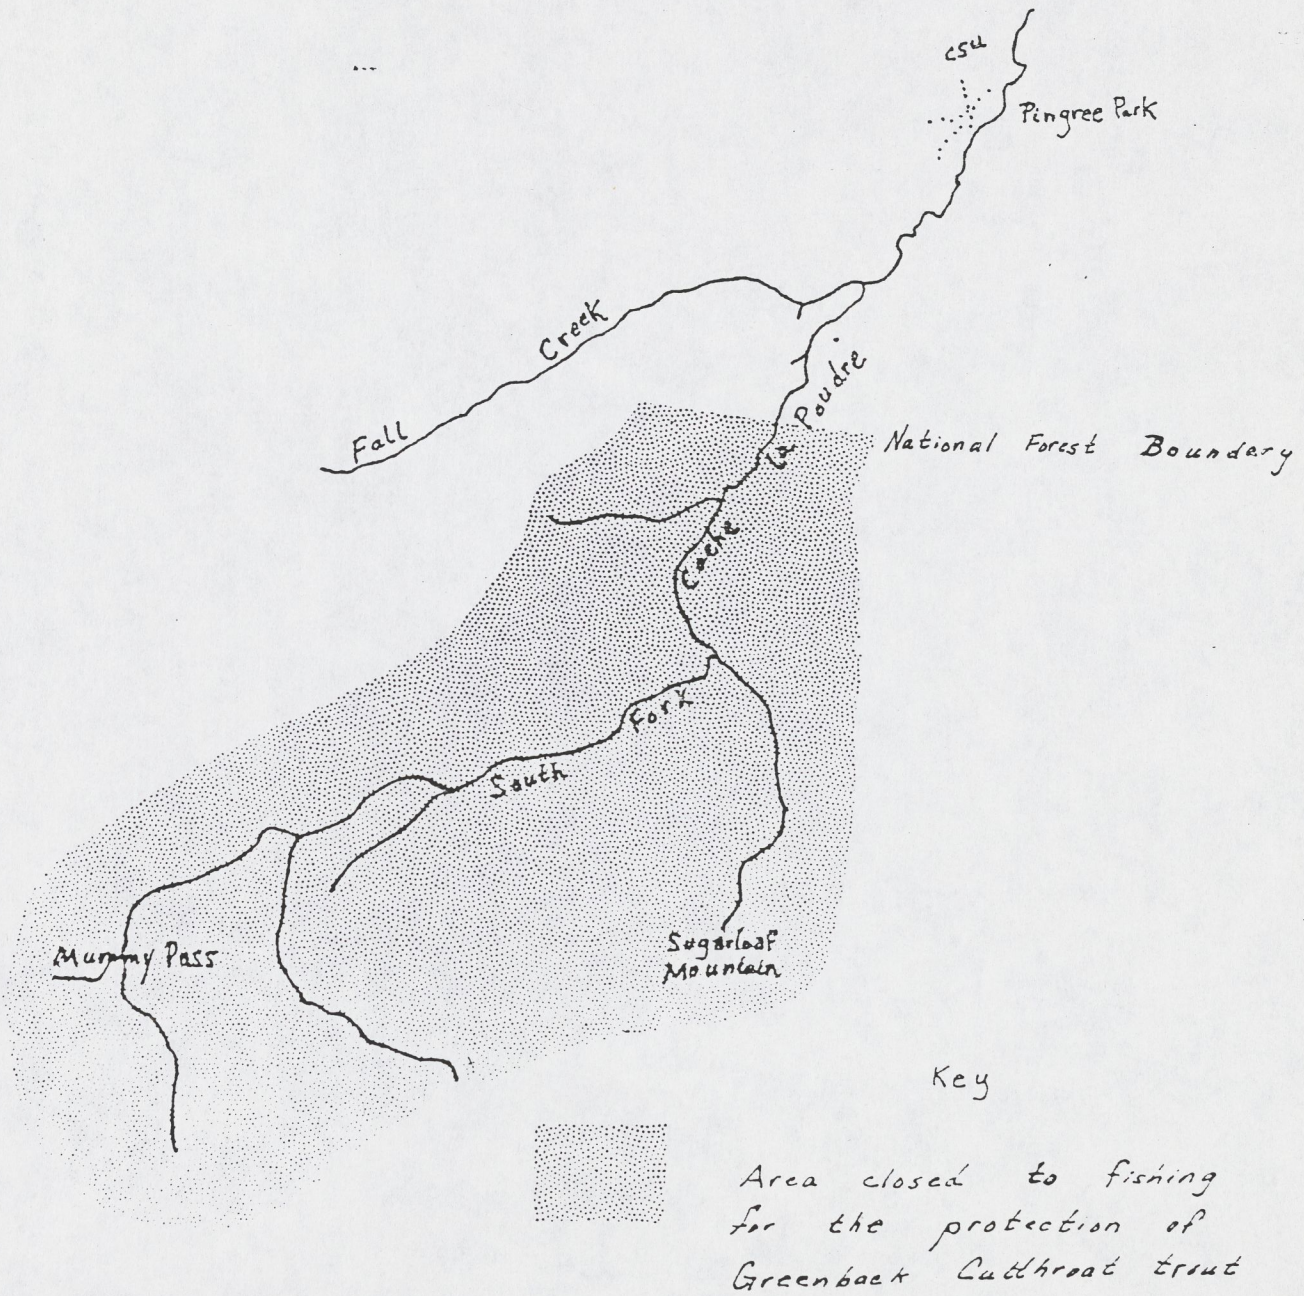 CSU
Pingree Park
Creek
Fall
La Poudre
National Forest Boundary
Cache
Fork
South
Mummy Pass
Sugarloaf
Mountain
Key
Area closed to fishing
for the protection of
Greenback Cutthroat trout